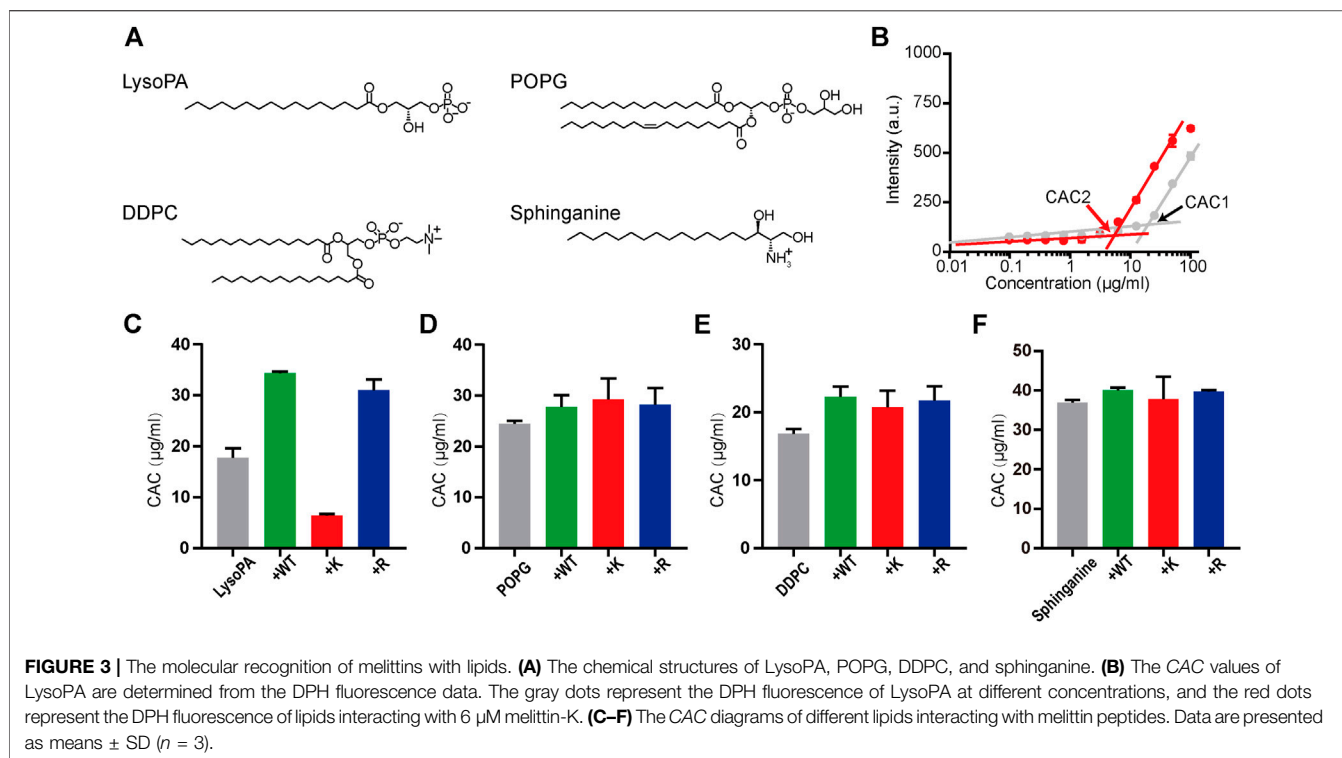 A
LysoPA
O
O
OH
O
P
O⁻
O⁻
O
POPG
O
O
O
P
O⁻
O
O
OH
OH
O
O
DDPC
O
O
O
P
O⁻
O
O
N⁺
O
O
Sphinganine
OH
OH
NH₃⁺
B
Intensity (a.u.)
1000
750
500
250
0
0.01 0.1 1 10 100
Concentration (µg/ml)
CAC2
CAC1
C
CAC (µg/ml)
40
30
20
10
0
LysoPA +WT +K +R
D
CAC (µg/ml)
40
30
20
10
0
POPG +WT +K +R
E
CAC (µg/ml)
30
20
10
0
DDPC +WT +K +R
F
CAC (µg/ml)
50
40
30
20
10
0
Sphinganine +WT +K +R
FIGURE 3 | The molecular recognition of melittins with lipids. (A) The chemical structures of LysoPA, POPG, DDPC, and sphinganine. (B) The CAC values of
LysoPA are determined from the DPH fluorescence data. The gray dots represent the DPH fluorescence of LysoPA at different concentrations, and the red dots
represent the DPH fluorescence of lipids interacting with 6 µM melittin-K. (C–F) The CAC diagrams of different lipids interacting with melittin peptides. Data are presented
as means ± SD (n = 3).